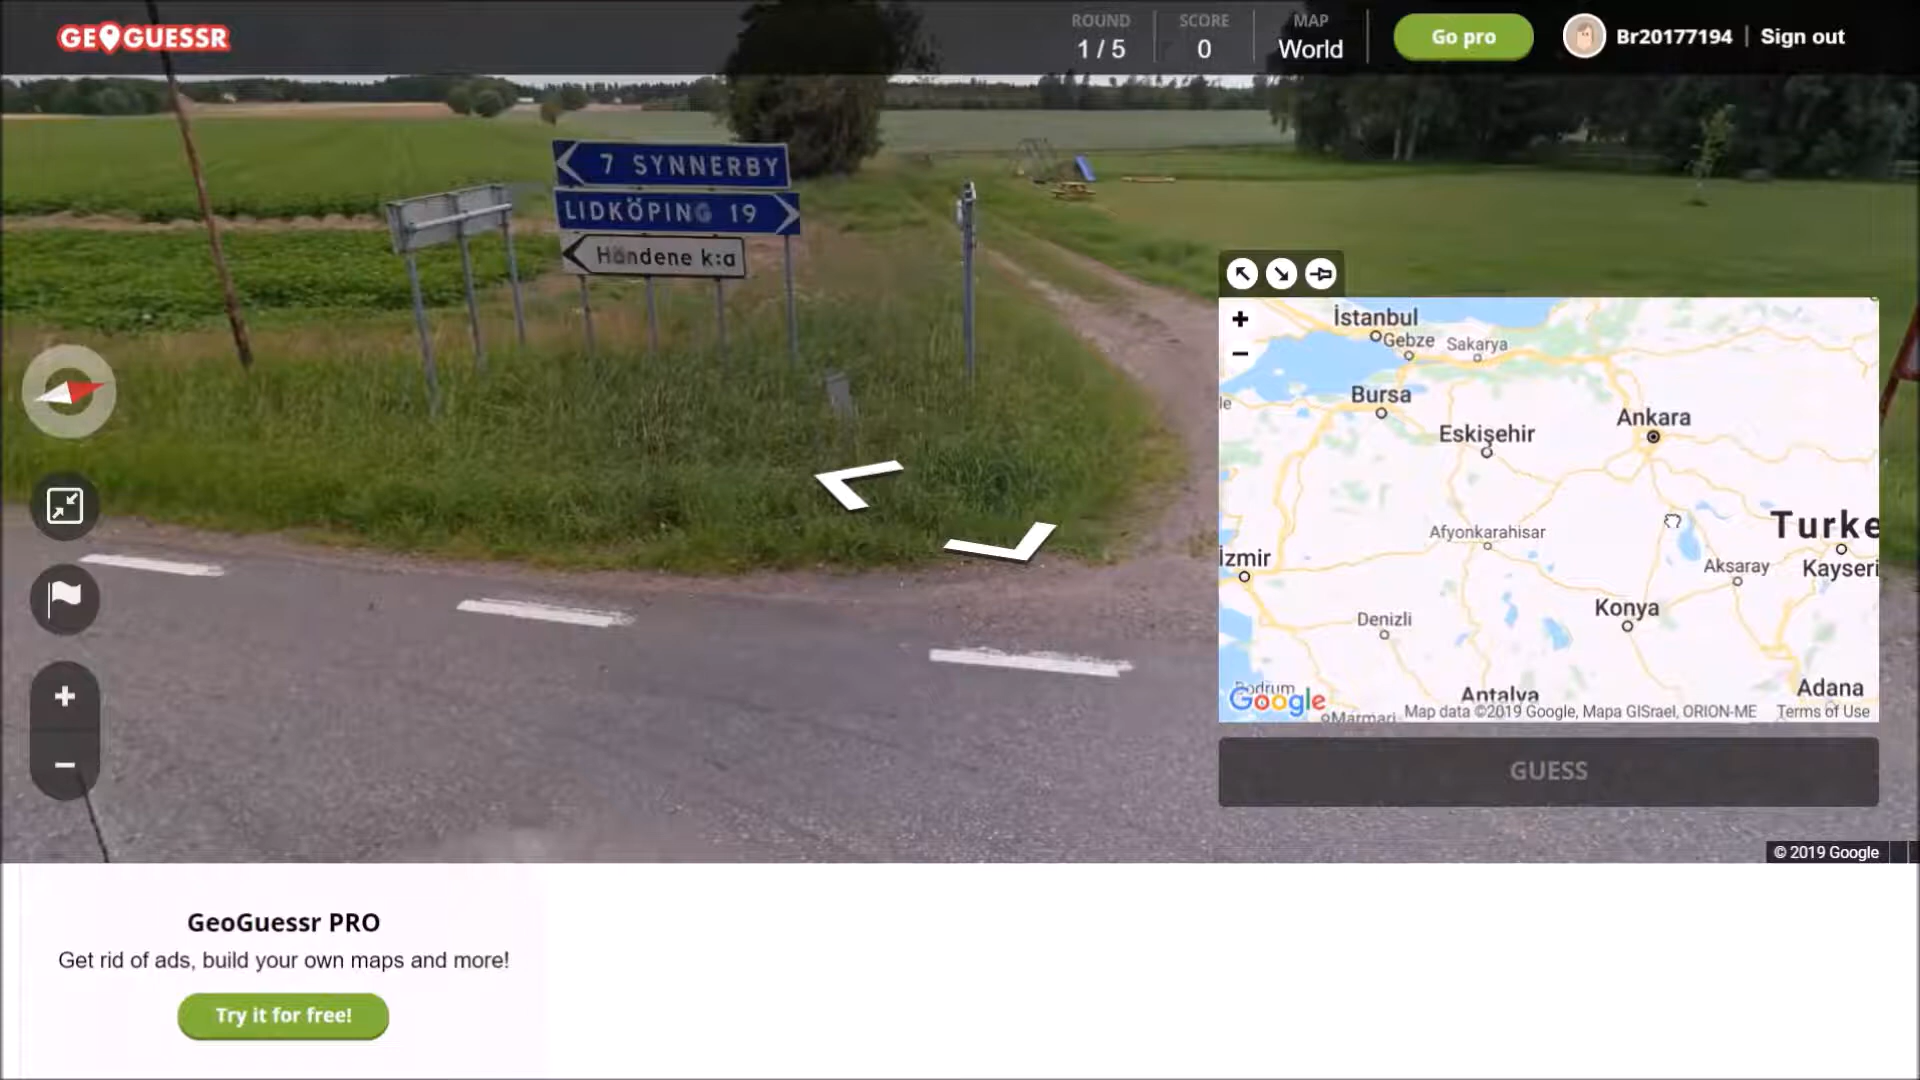 GEOGUESSR
ROUND
1 / 5
SCORE
0
MAP
World
Go pro
Br20177194 | Sign out
7 SYNNERBY
LIDKÖPING 19
Händene k:a
İstanbul
Gebze
Sakarya
Bursa
Ankara
Eskişehir
Afyonkarahisar
Turke
İzmir
Aksaray
Kayseri
Konya
Denizli
Bodrum
Antalya
Adana
Marmari
Google
Map data ©2019 Google, Mapa GISrael, ORION-ME
Terms of Use
GUESS
© 2019 Google
GeoGuessr PRO
Get rid of ads, build your own maps and more!
Try it for free!